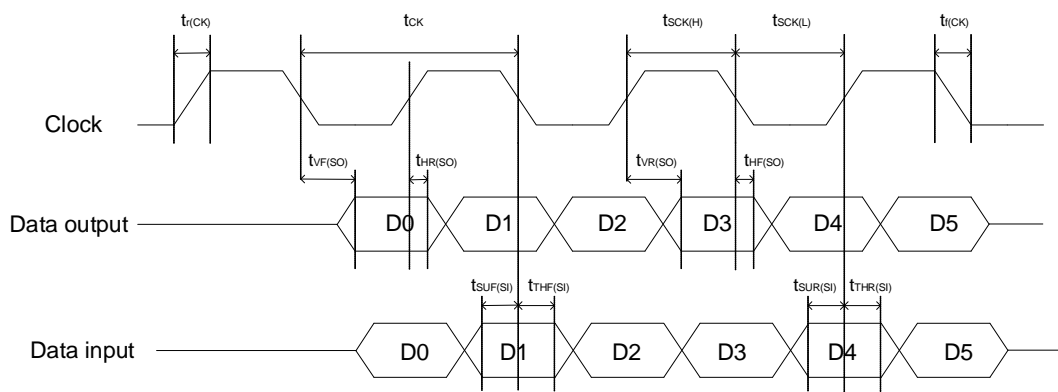 tr(CK) tCK tSCK(H) tSCK(L) tf(CK)
Clock
tVF(SO) tHR(SO) tVR(SO) tHF(SO)
Data output D0 D1 D2 D3 D4 D5
tSUF(SI) tTHF(SI) tSUR(SI) tTHR(SI)
Data input D0 D1 D2 D3 D4 D5